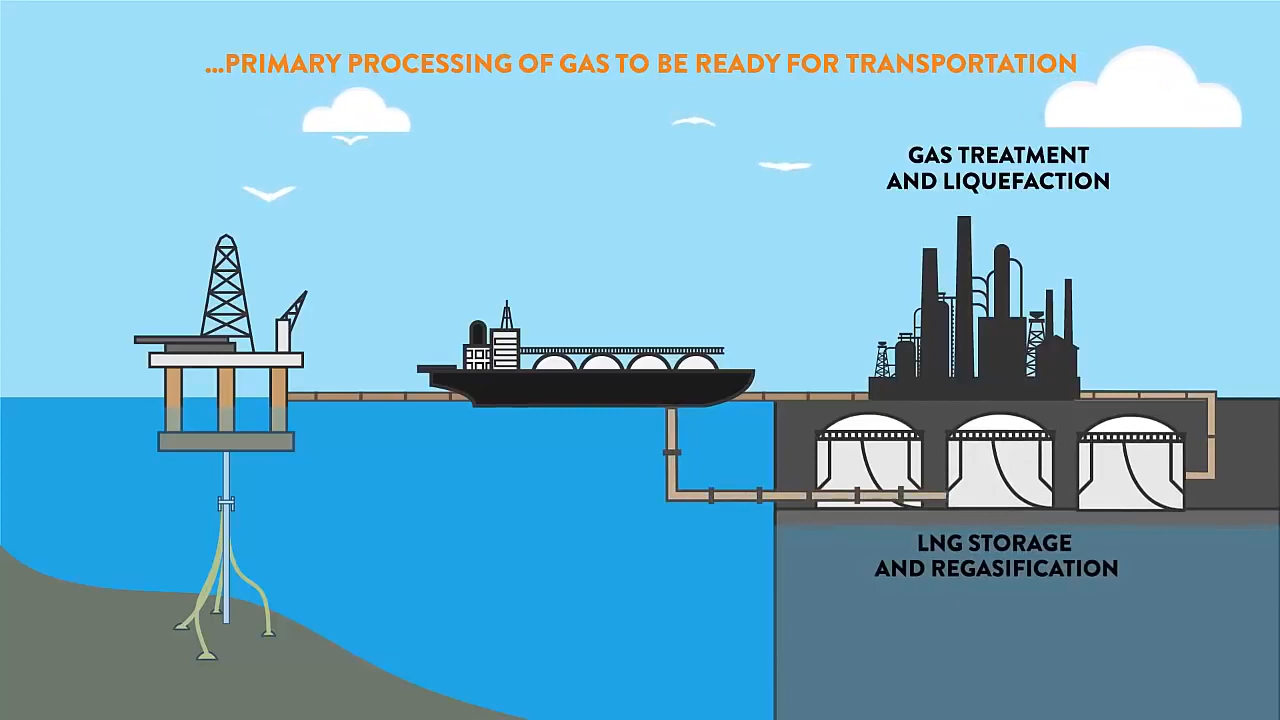 ...PRIMARY PROCESSING OF GAS TO BE READY FOR TRANSPORTATION
GAS TREATMENT
AND LIQUEFACTION
LNG STORAGE
AND REGASIFICATION